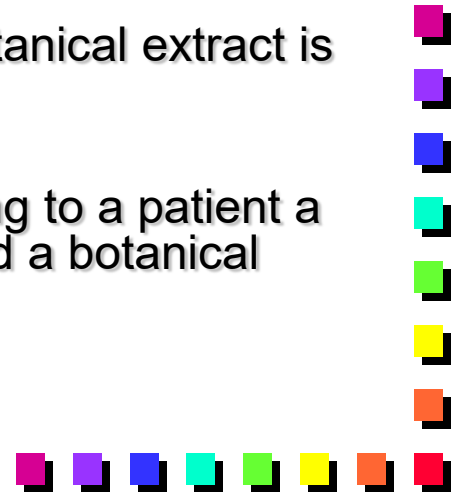 tanical extract is
g to a patient a
d a botanical